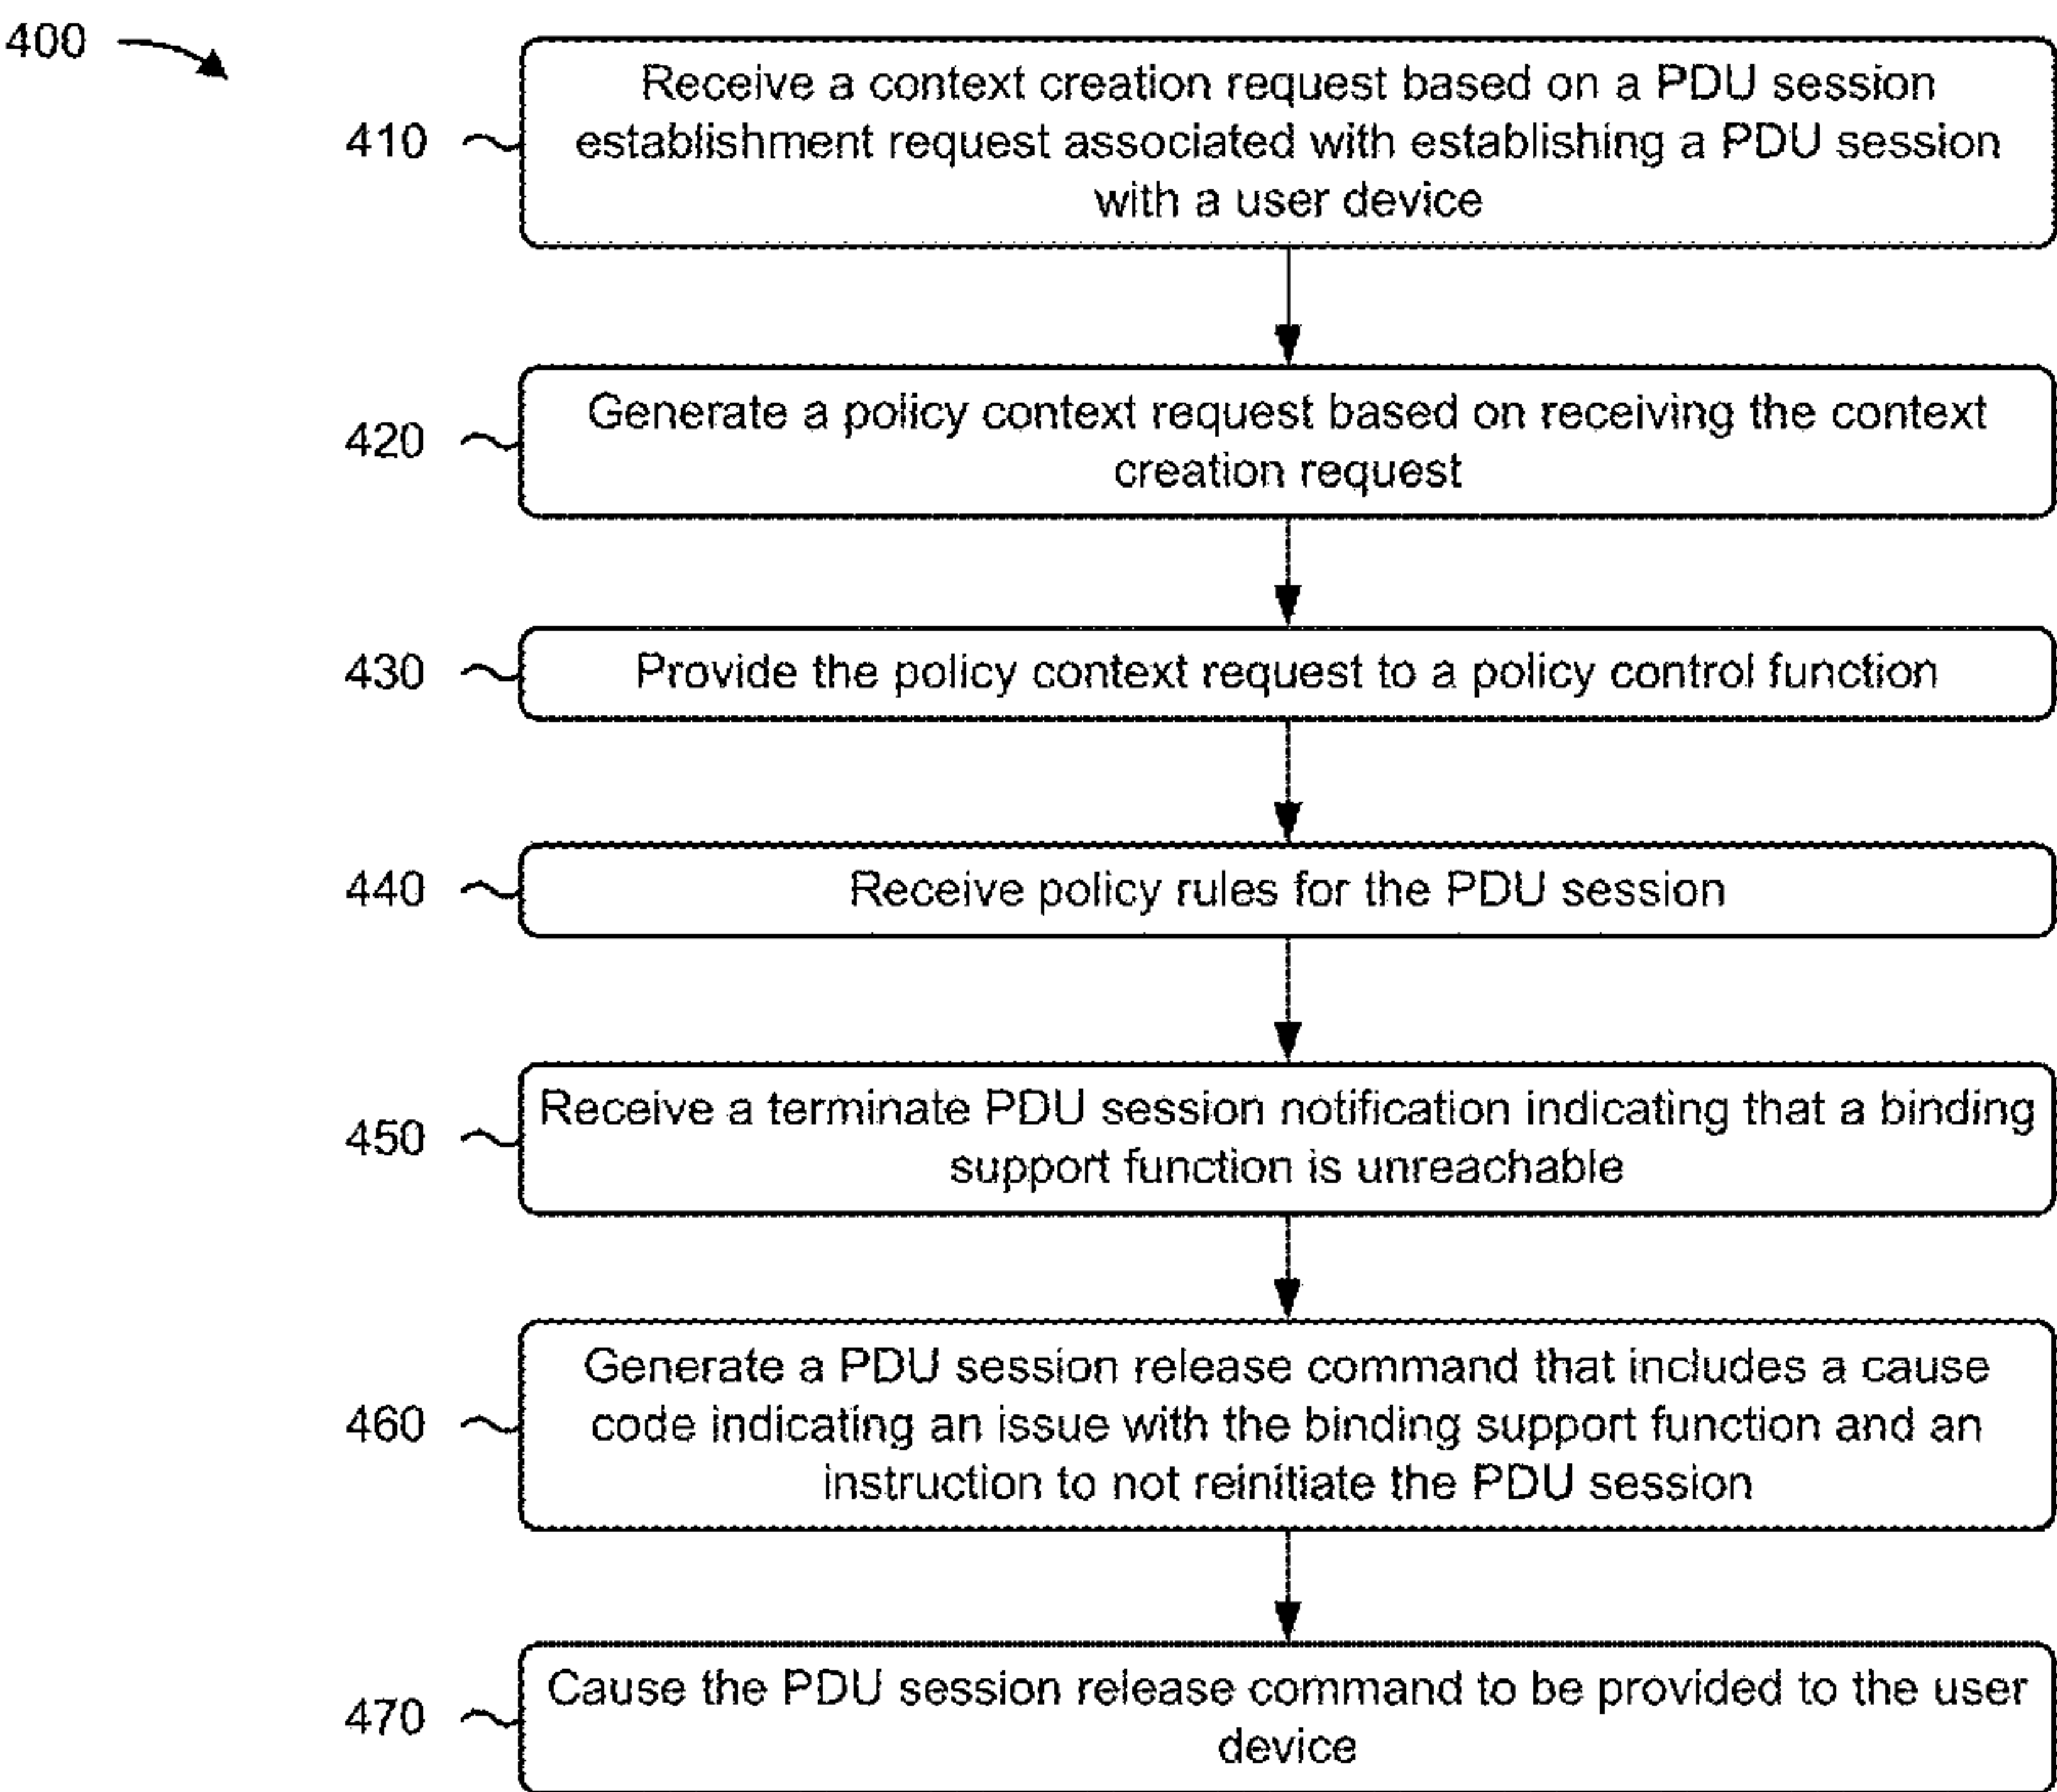 400
410
Receive a context creation request based on a PDU session
establishment request associated with establishing a PDU session
with a user device
420
Generate a policy context request based on receiving the context
creation request
430
Provide the policy context request to a policy control function
440
Receive policy rules for the PDU session
450
Receive a terminate PDU session notification indicating that a binding
support function is unreachable
460
Generate a PDU session release command that includes a cause
code indicating an issue with the binding support function and an
instruction to not reinitiate the PDU session
470
Cause the PDU session release command to be provided to the user
device